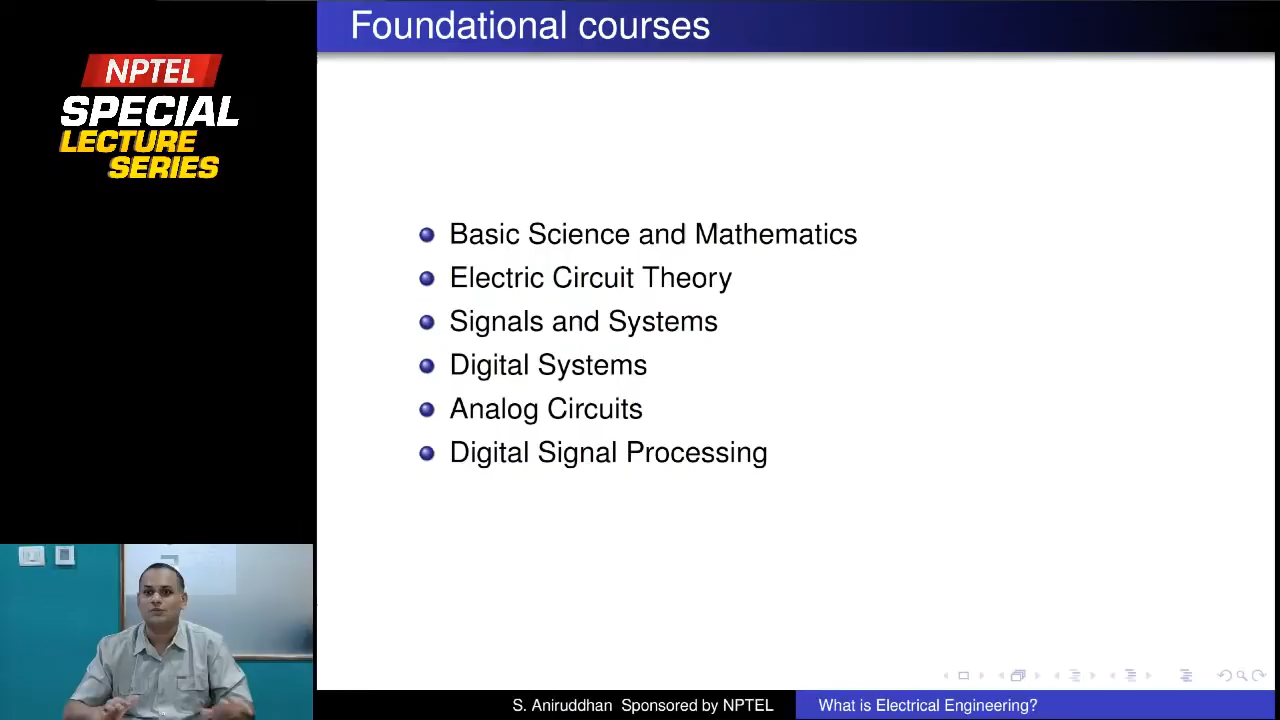 Foundational courses
NPTEL
SPECIAL
LECTURE
SERIES
Basic Science and Mathematics
Electric Circuit Theory
Signals and Systems
Digital Systems
Analog Circuits
Digital Signal Processing
S. Aniruddhan Sponsored by NPTEL
What is Electrical Engineering?